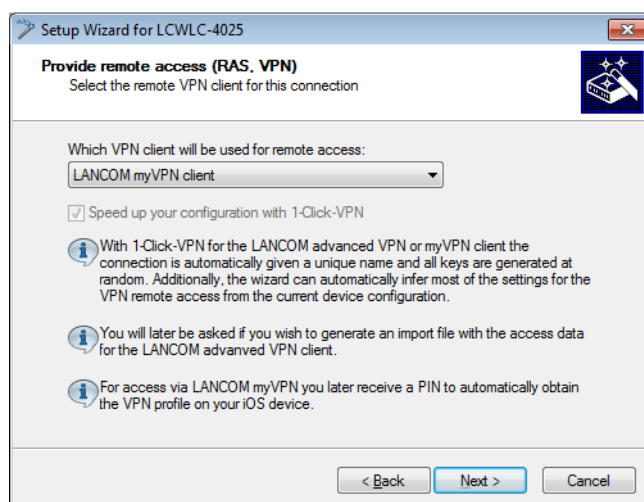 Setup Wizard for LCWLC-4025
Provide remote access (RAS, VPN)
Select the remote VPN client for this connection
Which VPN client will be used for remote access:
LANCOM myVPN client
Speed up your configuration with 1-Click-VPN
With 1-Click-VPN for the LANCOM advanced VPN or myVPN client the
connection is automatically given a unique name and all keys are generated at
random. Additionally, the wizard can automatically infer most of the settings for the
VPN remote access from the current device configuration.
You will later be asked if you wish to generate an import file with the access data
for the LANCOM advanved VPN client.
For access via LANCOM myVPN you later receive a PIN to automatically obtain
the VPN profile on your iOS device.
< Back Next > Cancel